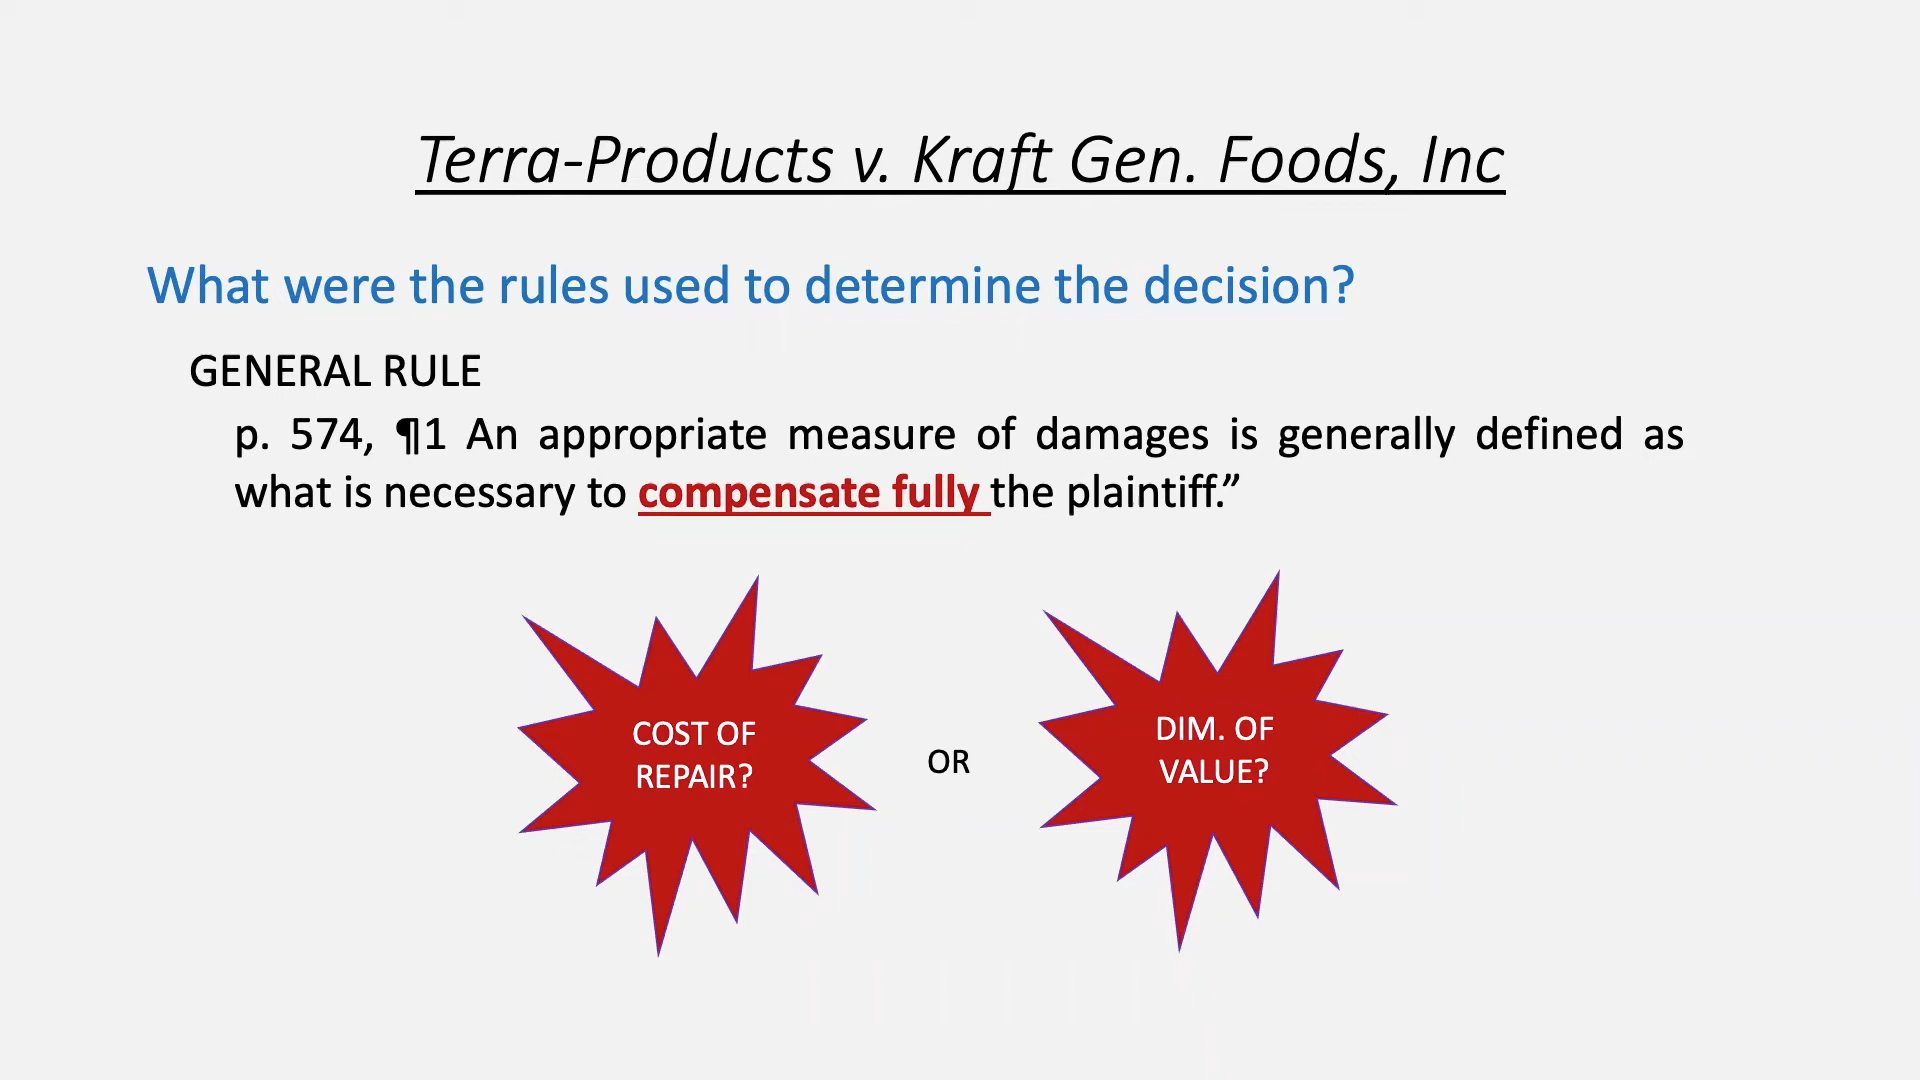 Terra-Products v. Kraft Gen. Foods, Inc
What were the rules used to determine the decision?
GENERAL RULE
p. 574, ¶1 An appropriate measure of damages is generally defined as
what is necessary to compensate fully the plaintiff.”
COST OF
REPAIR?
OR
DIM. OF
VALUE?